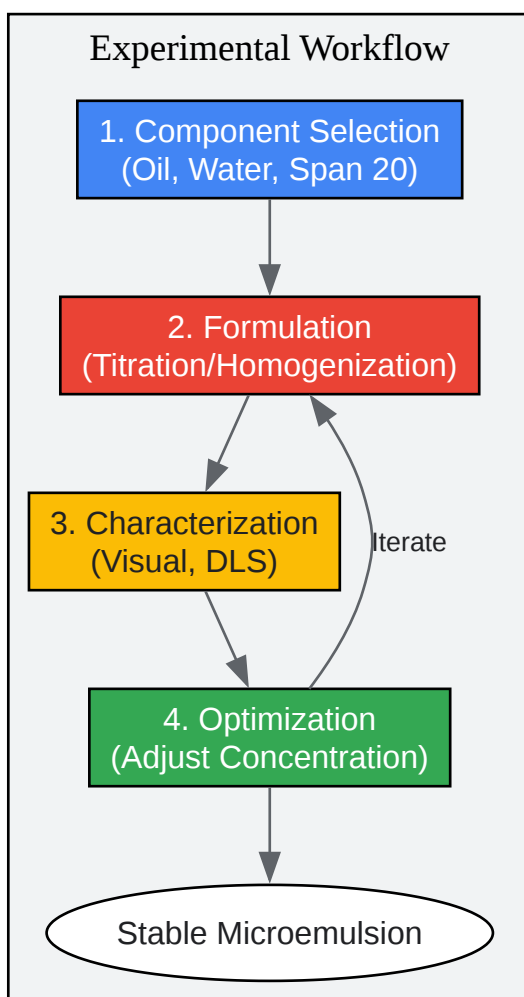 Experimental Workflow
1. Component Selection
(Oil, Water, Span 20)
2. Formulation
(Titration/Homogenization)
3. Characterization
(Visual, DLS)
Iterate
4. Optimization
(Adjust Concentration)
Stable Microemulsion